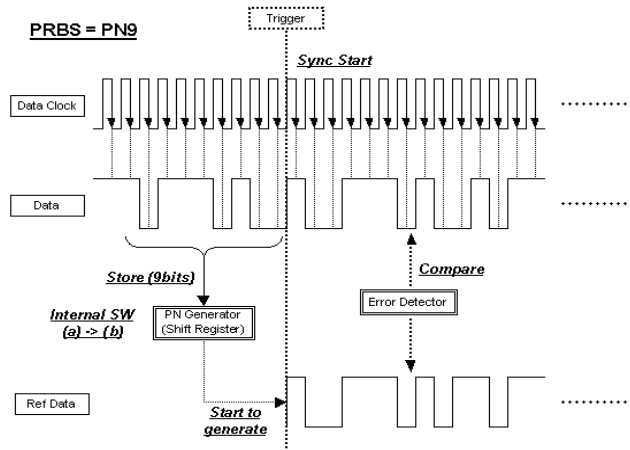 PRBS = PN9
Trigger
Sync Start
Data Clock
Data
Store (9bits)
Compare
Internal SW
(a) -> (b)
PN Generator
(Shift Register)
Error Detector
Ref Data
Start to
generate